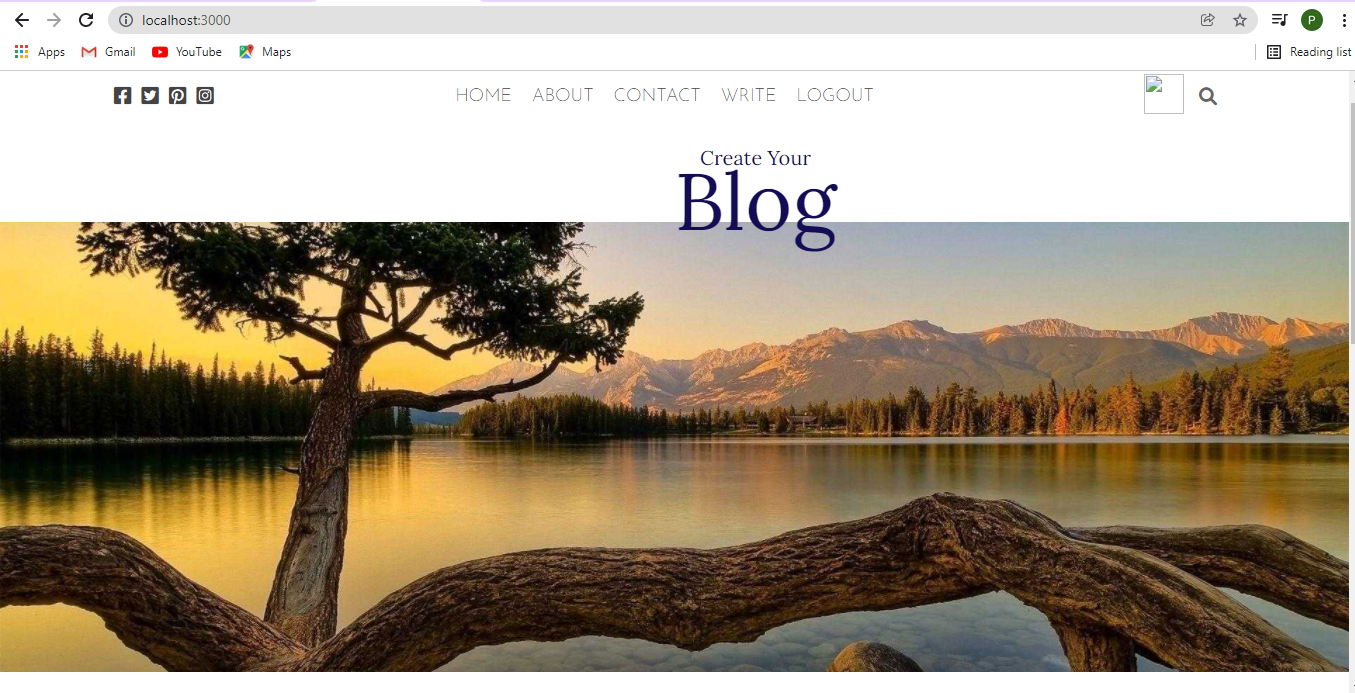 localhost:3000
P
Apps Gmail YouTube Maps Reading list
HOME ABOUT CONTACT WRITE LOGOUT
Create Your
Blog